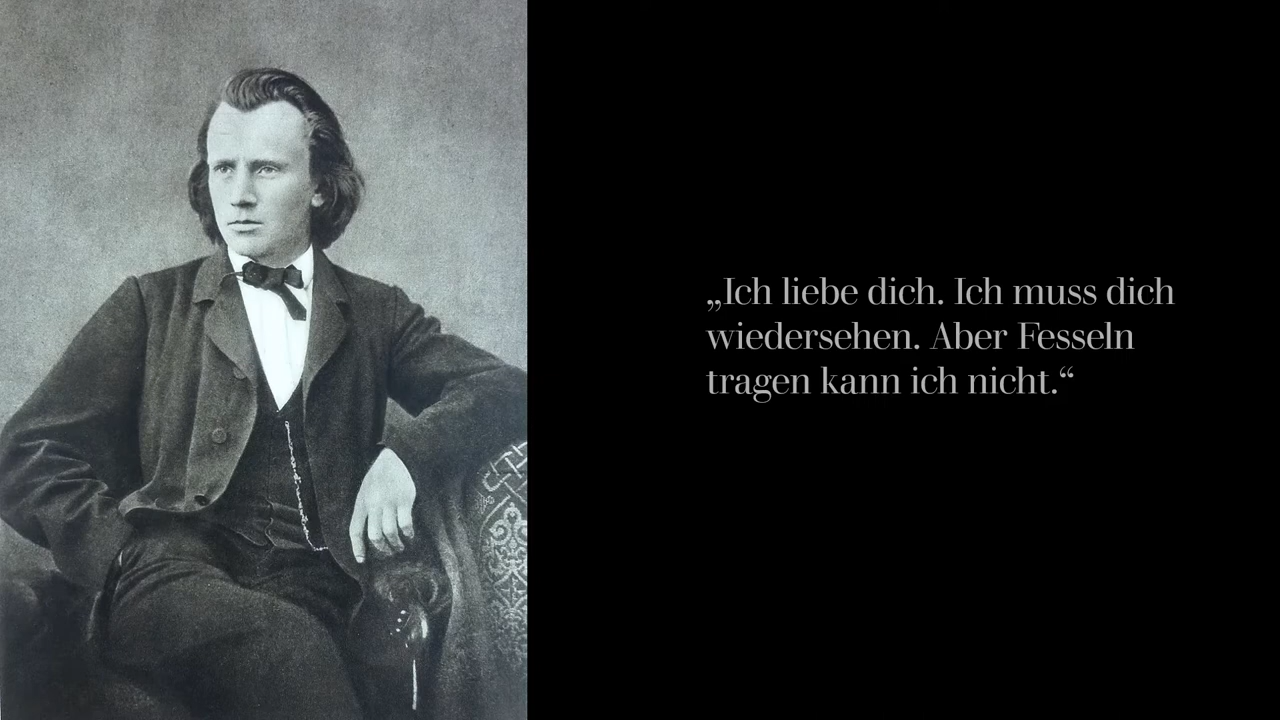 „Ich liebe dich. Ich muss dich
wiedersehen. Aber Fesseln
tragen kann ich nicht.“